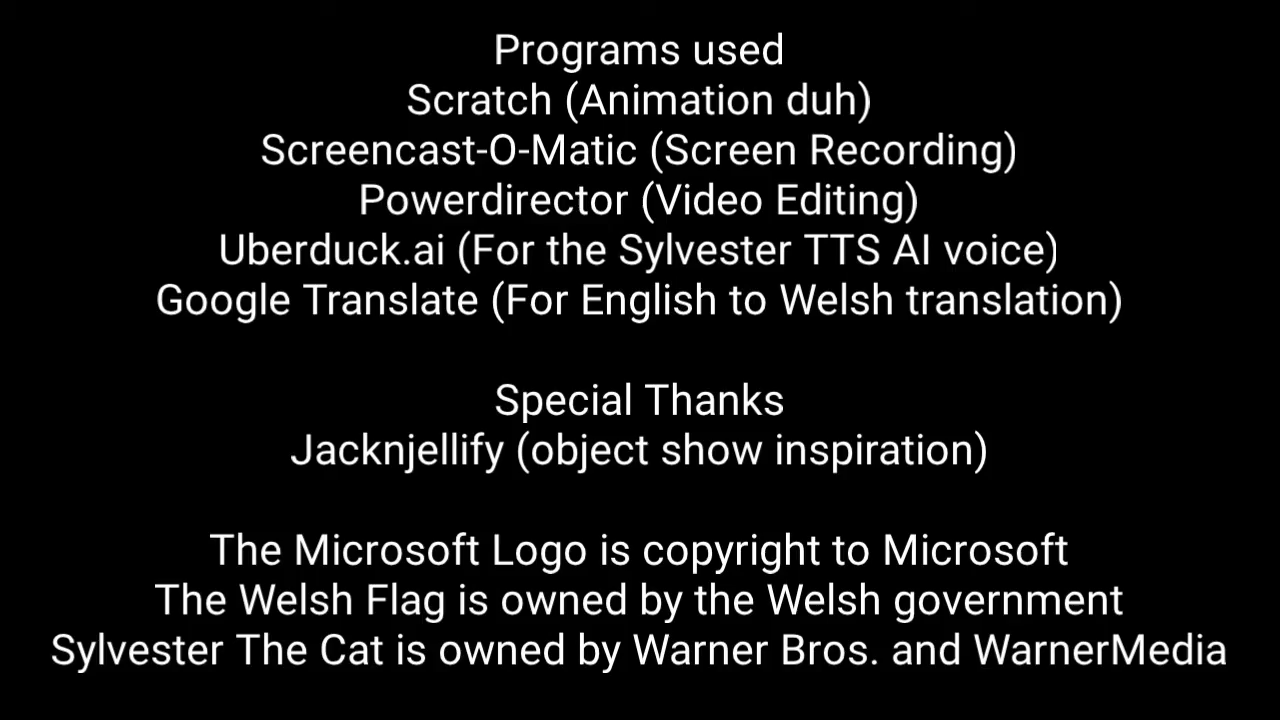 Programs used
Scratch (Animation duh)
Screencast-O-Matic (Screen Recording)
Powerdirector (Video Editing)
Uberduck.ai (For the Sylvester TTS AI voice)
Google Translate (For English to Welsh translation)
Special Thanks
Jacknjellify (object show inspiration)
The Microsoft Logo is copyright to Microsoft
The Welsh Flag is owned by the Welsh government
Sylvester The Cat is owned by Warner Bros. and WarnerMedia